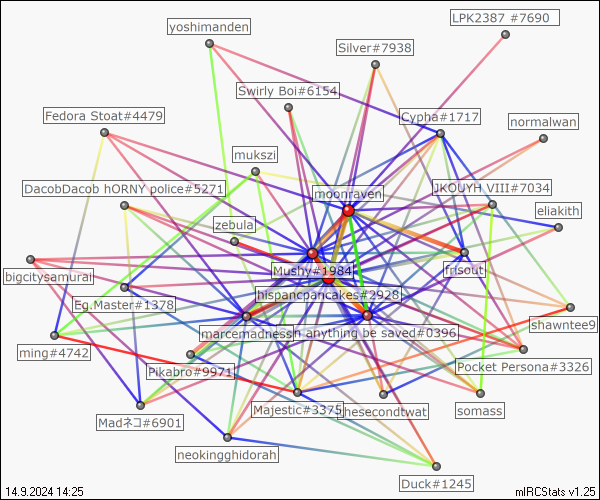 LPK2387 #7690
yoshimanden
Silver#7938
Swirly Boi#6154
Fedora Stoat#4479
Cypha#1717
normalwan
mukszi
DacobDacob hORNY police#5271
moonraven
JKOUYH VIII#7034
zebula
eliakith
bigcitysamurai
Mushy#1984
frisout
Eg.Master#1378
hispancpancakes#2928
marcemadness
n anything be saved#0396
shawntee9
ming#4742
Pikabro#9971
Pocket Persona#3326
Majestic#3375
hesecondtwat
somass
Madネコ#6901
neokingghidorah
Duck#1245
14.9.2024 14:25
mIRCStats v1.25